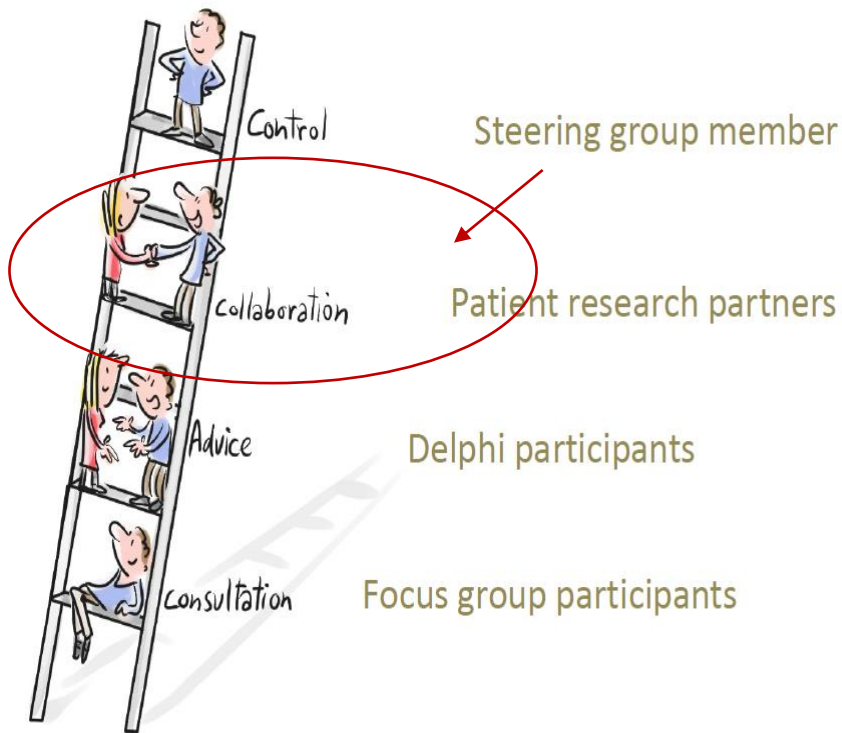 Control
Steering group member
Collaboration
Patient research partners
Advice
Delphi participants
Consultation
Focus group participants